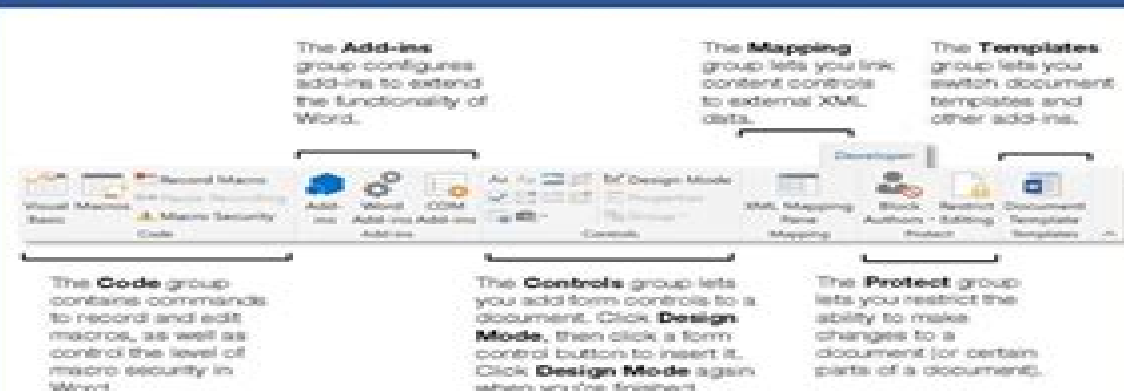 The Add-ins
group configures
add-ins to extend
the functionality of
Word.
The Mapping
group lets you link
content controls
to external XML
data.
The Templates
group lets you
switch document
templates and
other add-ins.
Developer
Visual
Basic
Macros
Record Macro
Pause Recording
Macro Security
Code
Add-
ins
Word
Add-ins
COM
Add-ins
Add-ins
Aa Aa
Design Mode
Properties
Group
Controls
XML Mapping
Pane
Mapping
Block
Authors
Restrict
Editing
Protect
Document
Template
Templates
The Code group
contains commands
to record and edit
macros, as well as
control the level of
macro security in
Word.
The Controls group lets
you add form controls to a
document. Click Design
Mode, then click a form
control button to insert it.
Click Design Mode again
when you're finished
The Protect group
lets you restrict the
ability to make
changes to a
document (or certain
parts of a document).